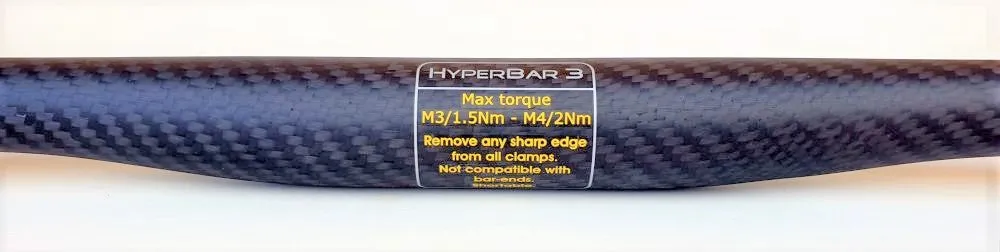 HYPERBAR 3
Max torque
M3/1.5Nm - M4/2Nm
Remove any sharp edge
from all clamps.
Not compatible with
bar-ends.
Shortable.